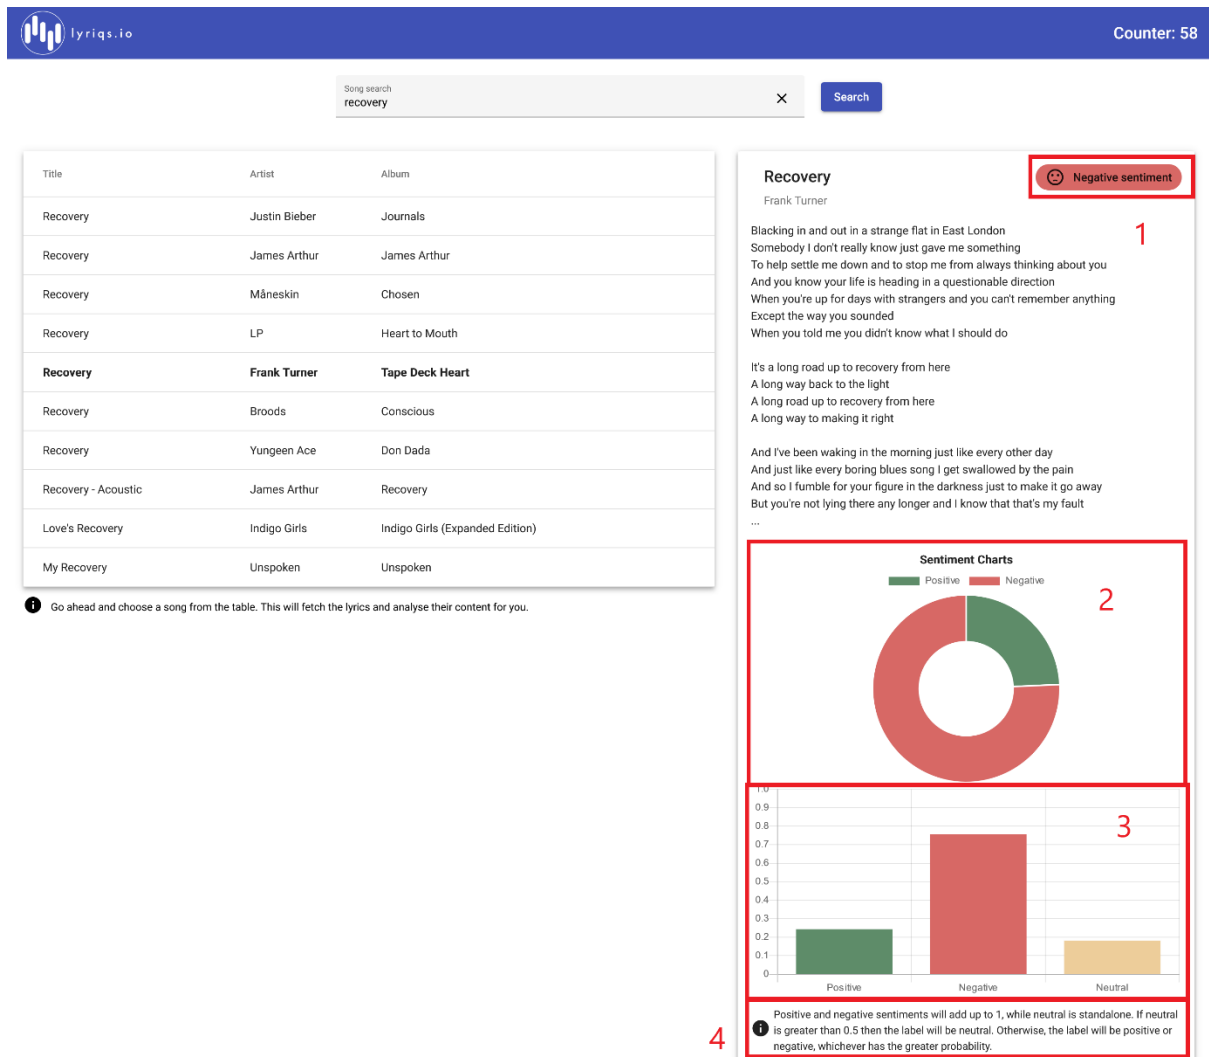 lyriqs.io
Counter: 58
Song search
recovery
Search
Title Artist Album
Recovery Justin Bieber Journals
Recovery James Arthur James Arthur
Recovery Måneskin Chosen
Recovery LP Heart to Mouth
Recovery Frank Turner Tape Deck Heart
Recovery Broods Conscious
Recovery Yungeen Ace Don Dada
Recovery - Acoustic James Arthur Recovery
Love's Recovery Indigo Girls Indigo Girls (Expanded Edition)
My Recovery Unspoken Unspoken
Go ahead and choose a song from the table. This will fetch the lyrics and analyse their content for you.
Recovery
Negative sentiment
Frank Turner
1
Blacking in and out in a strange flat in East London
Somebody I don't really know just gave me something
To help settle me down and to stop me from always thinking about you
And you know your life is heading in a questionable direction
When you're up for days with strangers and you can't remember anything
Except the way you sounded
When you told me you didn't know what I should do
It's a long road up to recovery from here
A long way back to the light
A long road up to recovery from here
A long way to making it right
And I've been waking in the morning just like every other day
And just like every boring blues song I get swallowed by the pain
And so I fumble for your figure in the darkness just to make it go away
But you're not lying there any longer and I know that that's my fault
...
Sentiment Charts
Positive Negative
2
1.0
0.9
0.8
0.7
0.6
0.5
0.4
0.3
0.2
0.1
0
3
Positive Negative Neutral
4
Positive and negative sentiments will add up to 1, while neutral is standalone. If neutral
is greater than 0.5 then the label will be neutral. Otherwise, the label will be positive or
negative, whichever has the greater probability.